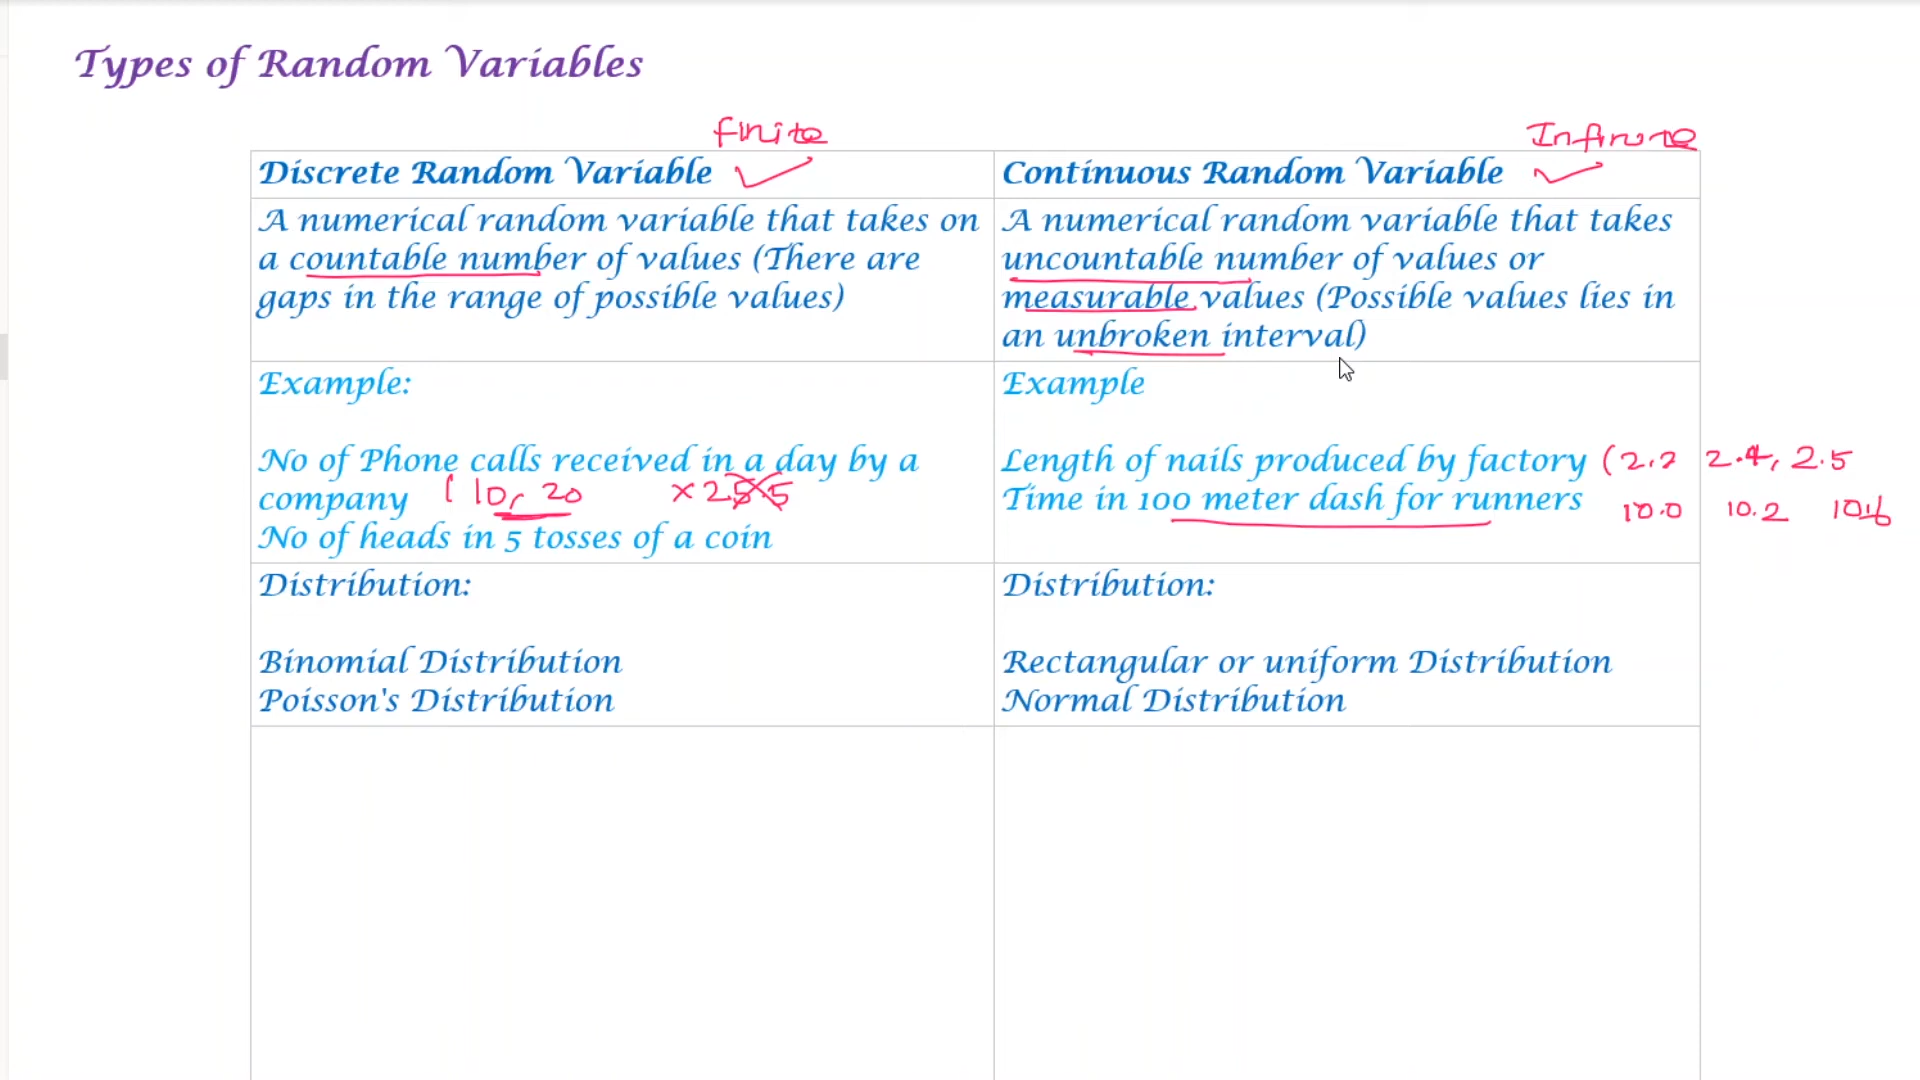 Types of Random Variables
Finite
Infinite
Discrete Random Variable
Continuous Random Variable
A numerical random variable that takes on
a countable number of values (There are
gaps in the range of possible values)
A numerical random variable that takes
uncountable number of values or
measurable values (Possible values lies in
an unbroken interval)
Example:
No of Phone calls received in a day by a
company ( 10, 20 × 25.5
No of heads in 5 tosses of a coin
Example
Length of nails produced by factory (2.2 2.4, 2.5
Time in 100 meter dash for runners 10.0 10.2 10.6
Distribution:
Binomial Distribution
Poisson's Distribution
Distribution:
Rectangular or uniform Distribution
Normal Distribution